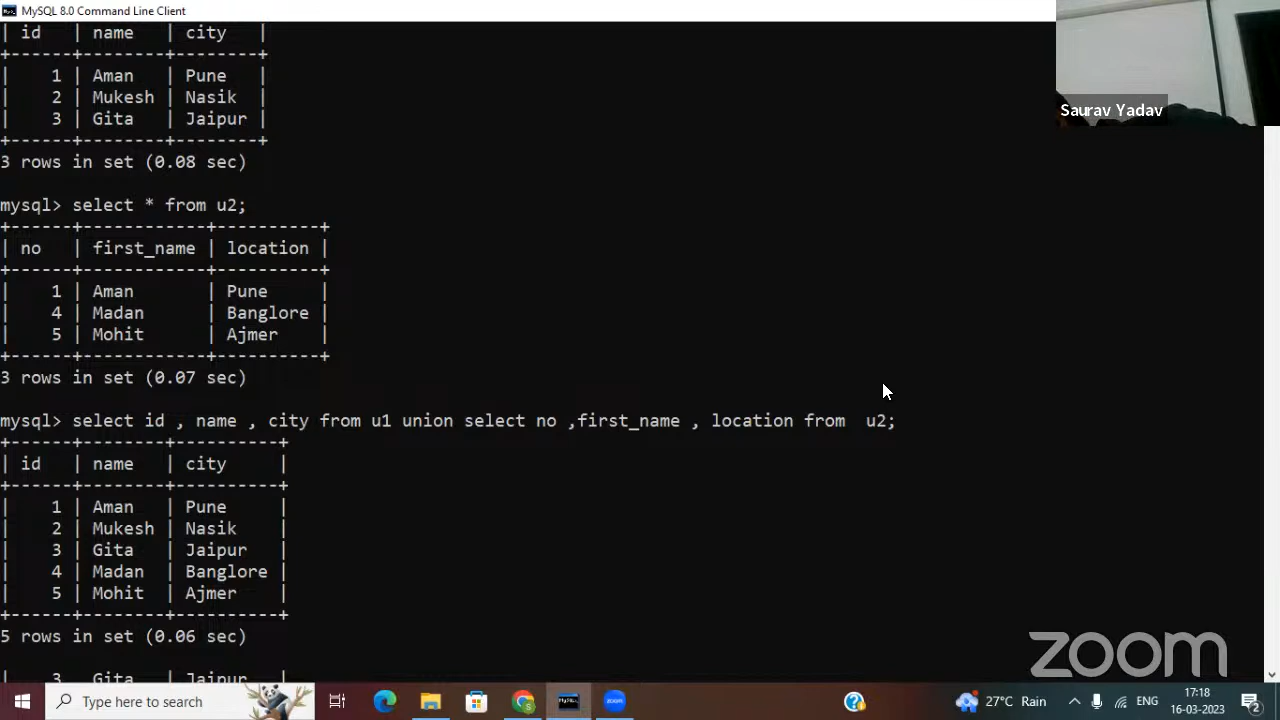 MySQL 8.0 Command Line Client
| id | name | city |
+------+--------+--------+
| 1 | Aman | Pune |
| 2 | Mukesh | Nasik |
| 3 | Gita | Jaipur |
+------+--------+--------+
3 rows in set (0.08 sec)
mysql> select * from u2;
+------+------------+----------+
| no | first_name | location |
+------+------------+----------+
| 1 | Aman | Pune |
| 4 | Madan | Banglore |
| 5 | Mohit | Ajmer |
+------+------------+----------+
3 rows in set (0.07 sec)
mysql> select id , name , city from u1 union select no ,first_name , location from  u2;
+------+--------+----------+
| id | name | city |
+------+--------+----------+
| 1 | Aman | Pune |
| 2 | Mukesh | Nasik |
| 3 | Gita | Jaipur |
| 4 | Madan | Banglore |
| 5 | Mohit | Ajmer |
+------+--------+----------+
5 rows in set (0.06 sec)
| 3 | Gita | Jaipur
Saurav Yadav
zoom
Type here to search
MySQL
zoom
27°C Rain
ENG
17:18
16-03-2023
2